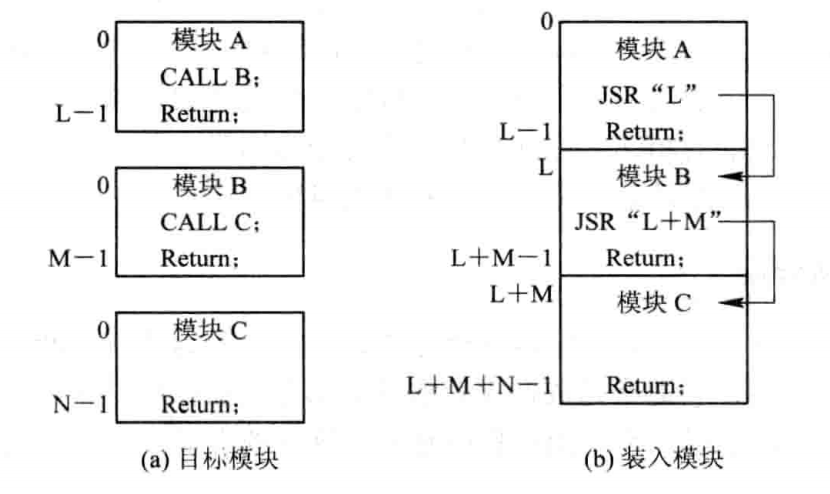 0
模块 A
CALL B;
L-1
Return;
0
模块 B
CALL C;
M-1
Return;
0
模块 C
N-1
Return;
(a) 目标模块
0
模块 A
JSR “L”
L-1
Return;
L
模块 B
JSR “L+M”
L+M-1
Return;
L+M
模块 C
L+M+N-1
Return;
(b) 装入模块